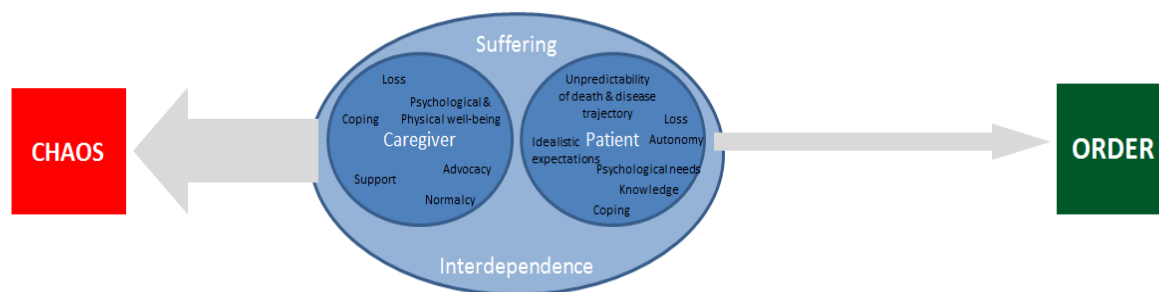 Suffering
CHAOS
Loss
Psychological &
Physical well-being
Coping
Caregiver
Advocacy
Support
Normalcy
Unpredictability
of death & disease
trajectory
Loss
Autonomy
Patient
Idealistic
expectations
Psychological needs
Knowledge
Coping
ORDER
Interdependence